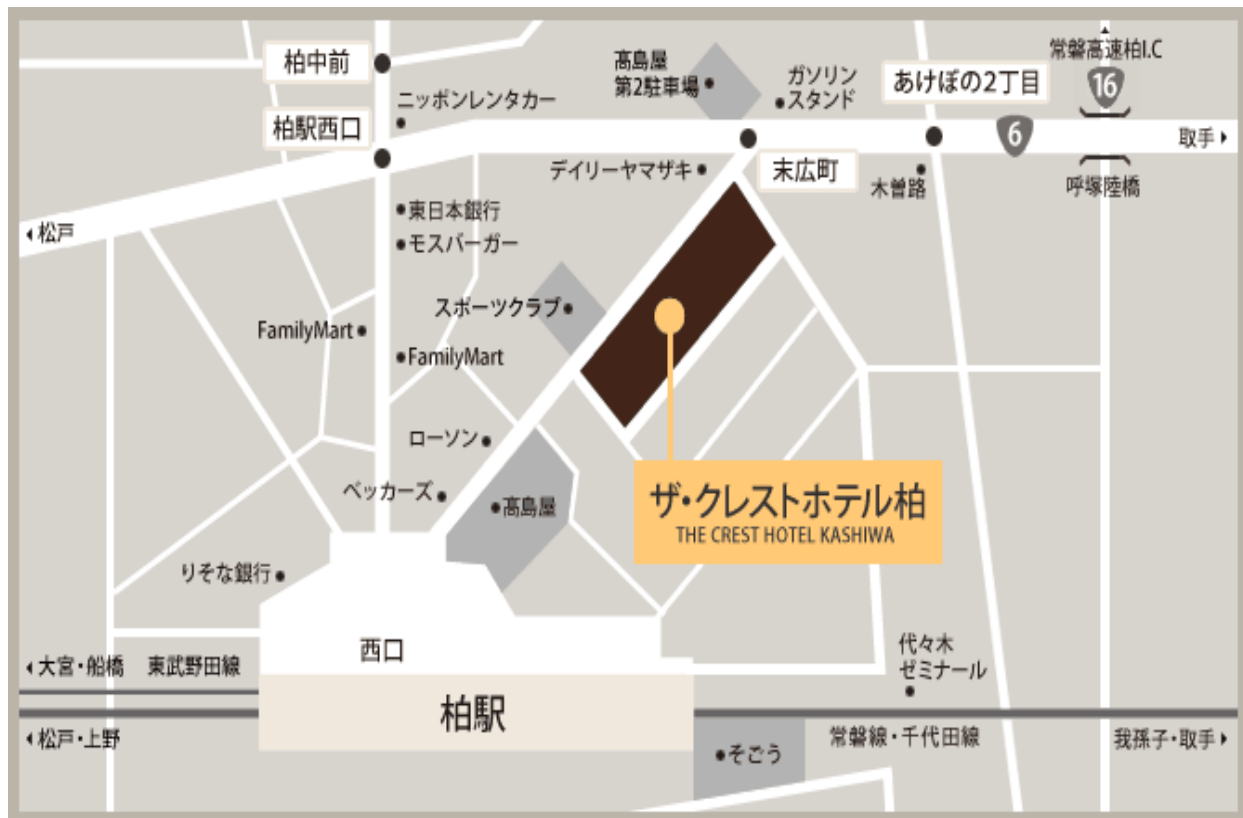 柏中前
髙島屋
第2駐車場
ガソリン
スタンド
常磐高速柏I.C
16
あけぼの2丁目
ニッポンレンタカー
柏駅西口
6
取手
デイリーヤマザキ
末広町
木曽路
呼塚陸橋
東日本銀行
松戸
モスバーガー
スポーツクラブ
FamilyMart
FamilyMart
ローソン
ベッカーズ
髙島屋
ザ・クレストホテル柏
THE CREST HOTEL KASHIWA
りそな銀行
西口
代々木
ゼミナール
大宮・船橋 東武野田線
柏駅
松戸・上野
そごう
常磐線・千代田線
我孫子・取手